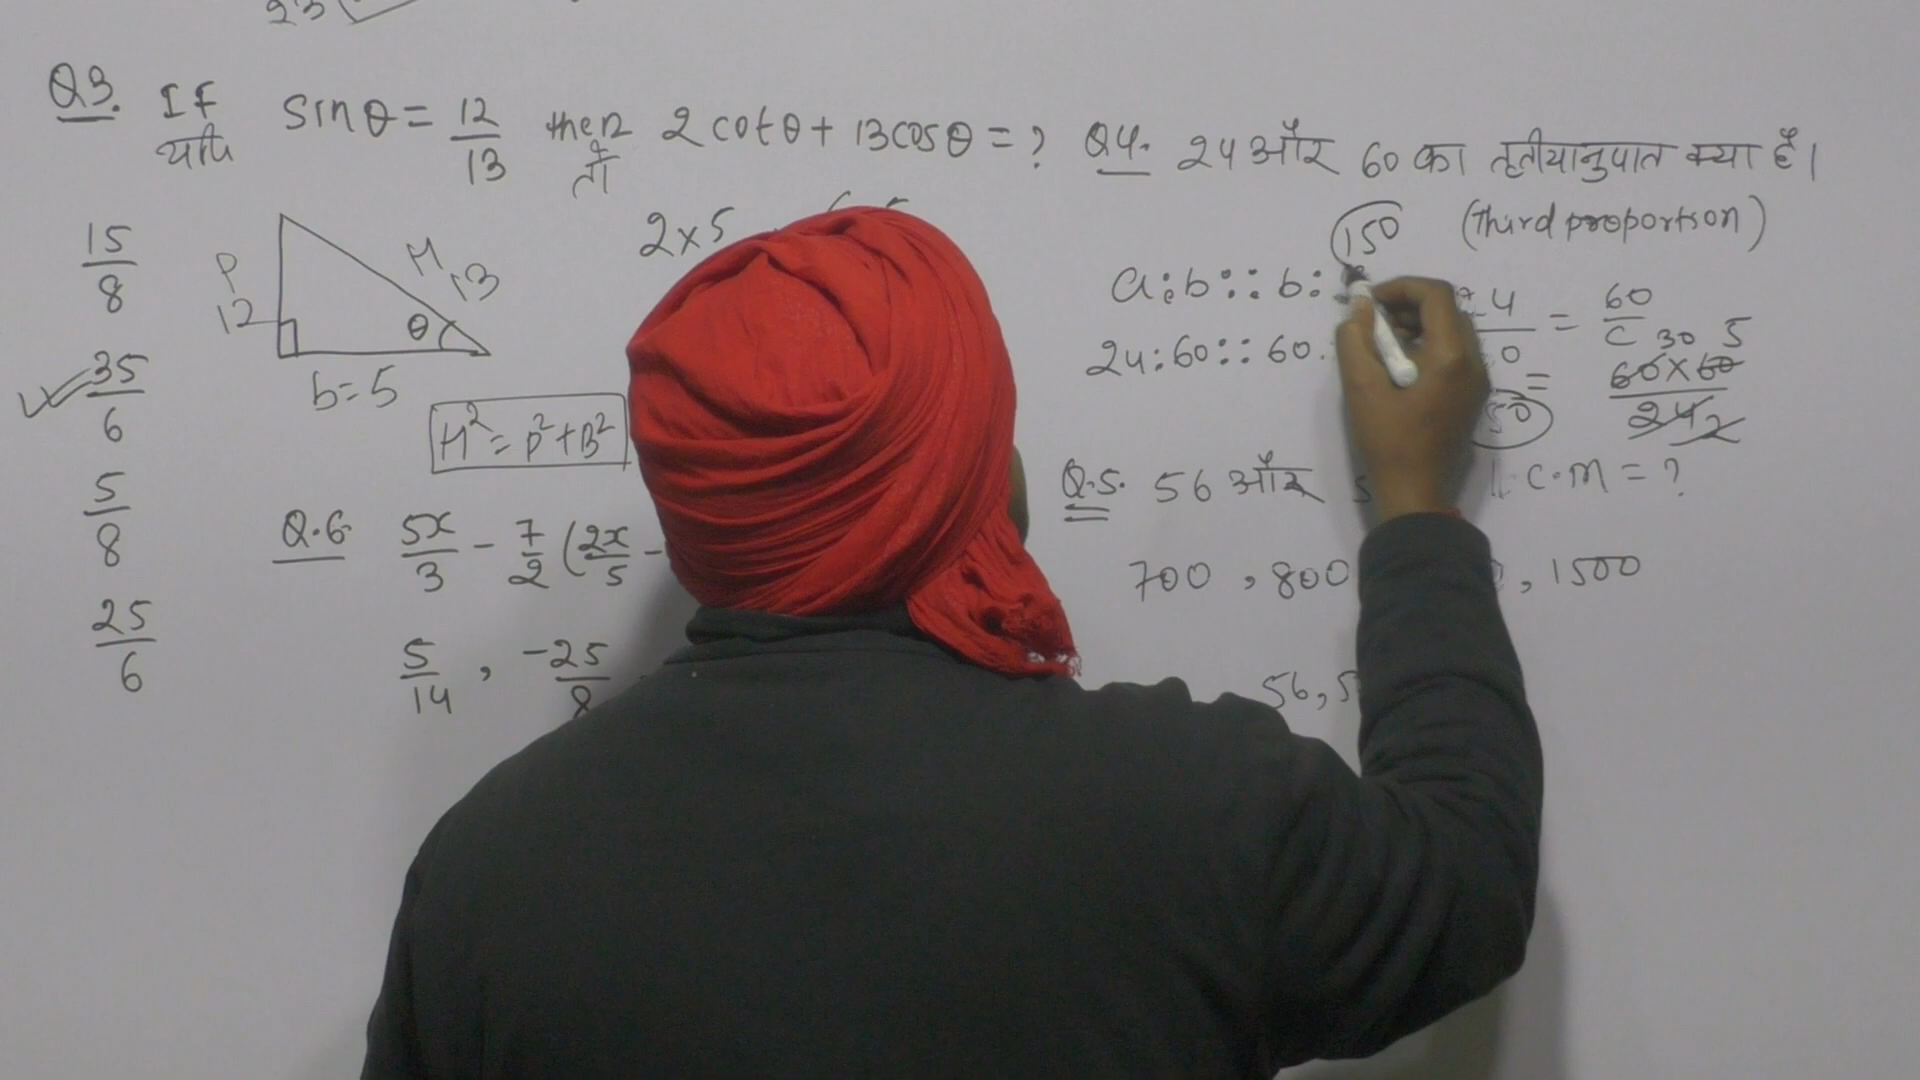 23
Q3. If sinθ = 12/13 then 2cotθ + 13cosθ = ?
यदि तो
15/8
35/6
5/8
25/6
P
12
H
13
θ
b=5
2×5
H² = P² + B²
Q4. 24 और 60 का तृतीयानुपात क्या है।
(Third proportion)
150
a:b::b:
24:60::60
= 60/C
30 5
= 60×60
24 2
Q.5. 56 और L.C.M = ?
700, 800, 1500
56,
Q.6 5x/3 - 7/2 (2x/5 -
5/14, -25/8